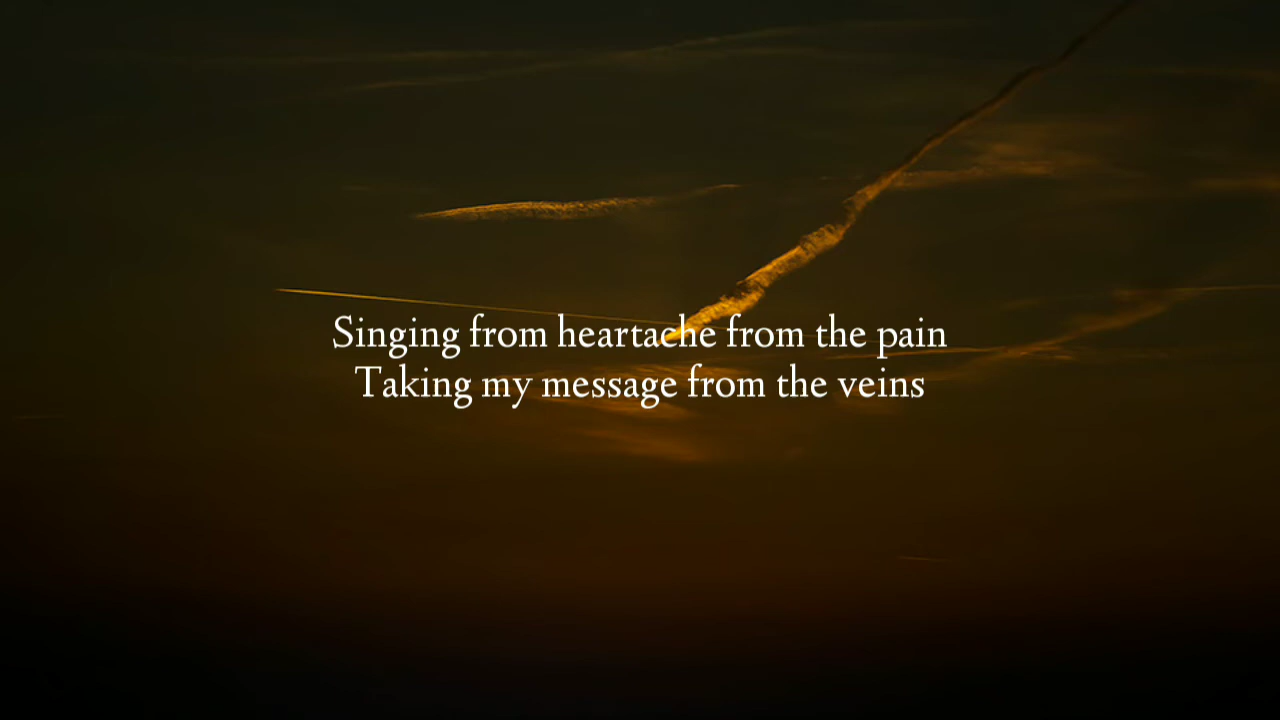 Singing from heartache from the pain
Taking my message from the veins